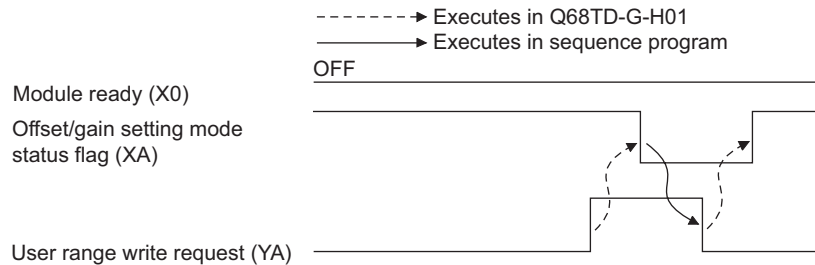 Executes in Q68TD-G-H01
Executes in sequence program
OFF
Module ready (X0)
Offset/gain setting mode
status flag (XA)
User range write request (YA)